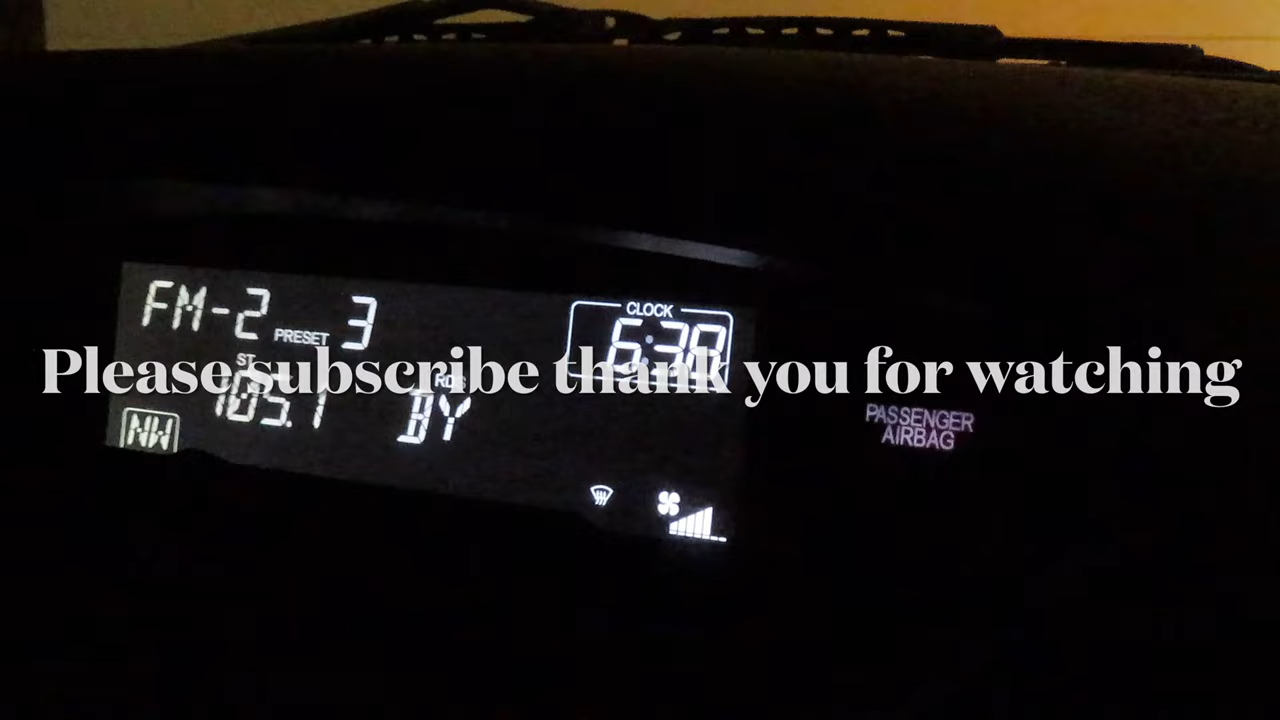 FM-2 PRESET 3
CLOCK
6:38
Please subscribe thank you for watching
ST
RDS
105.1 BY
NW
PASSENGER
AIRBAG